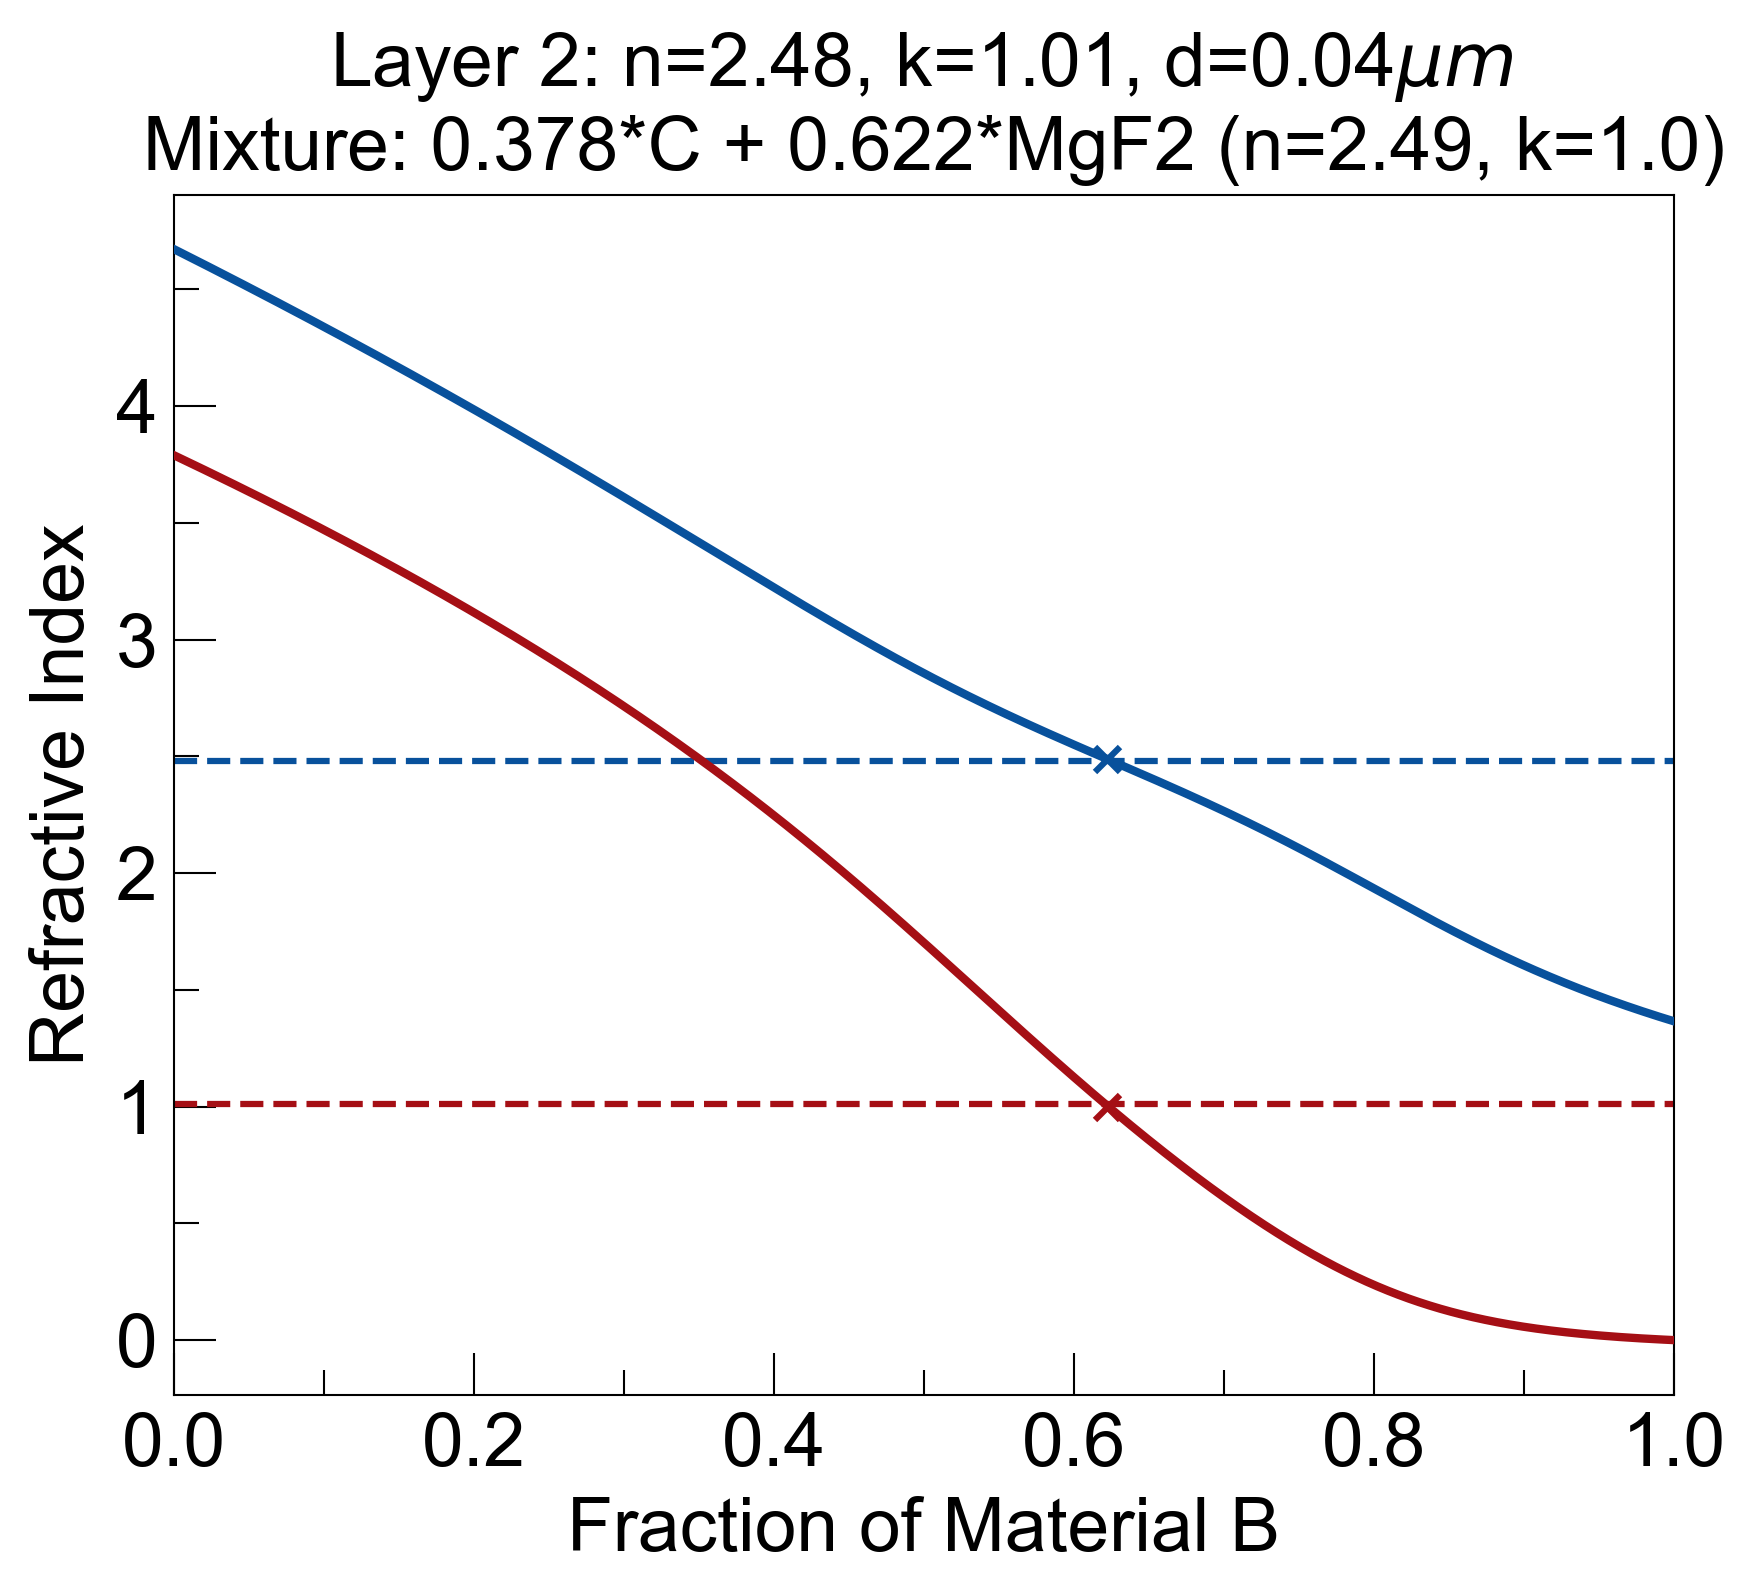 Layer 2: n=2.48, k=1.01, d=0.04μm
Mixture: 0.378*C + 0.622*MgF2 (n=2.49, k=1.0)
Refractive Index
4
3
2
1
0
0.0 0.2 0.4 0.6 0.8 1.0
Fraction of Material B